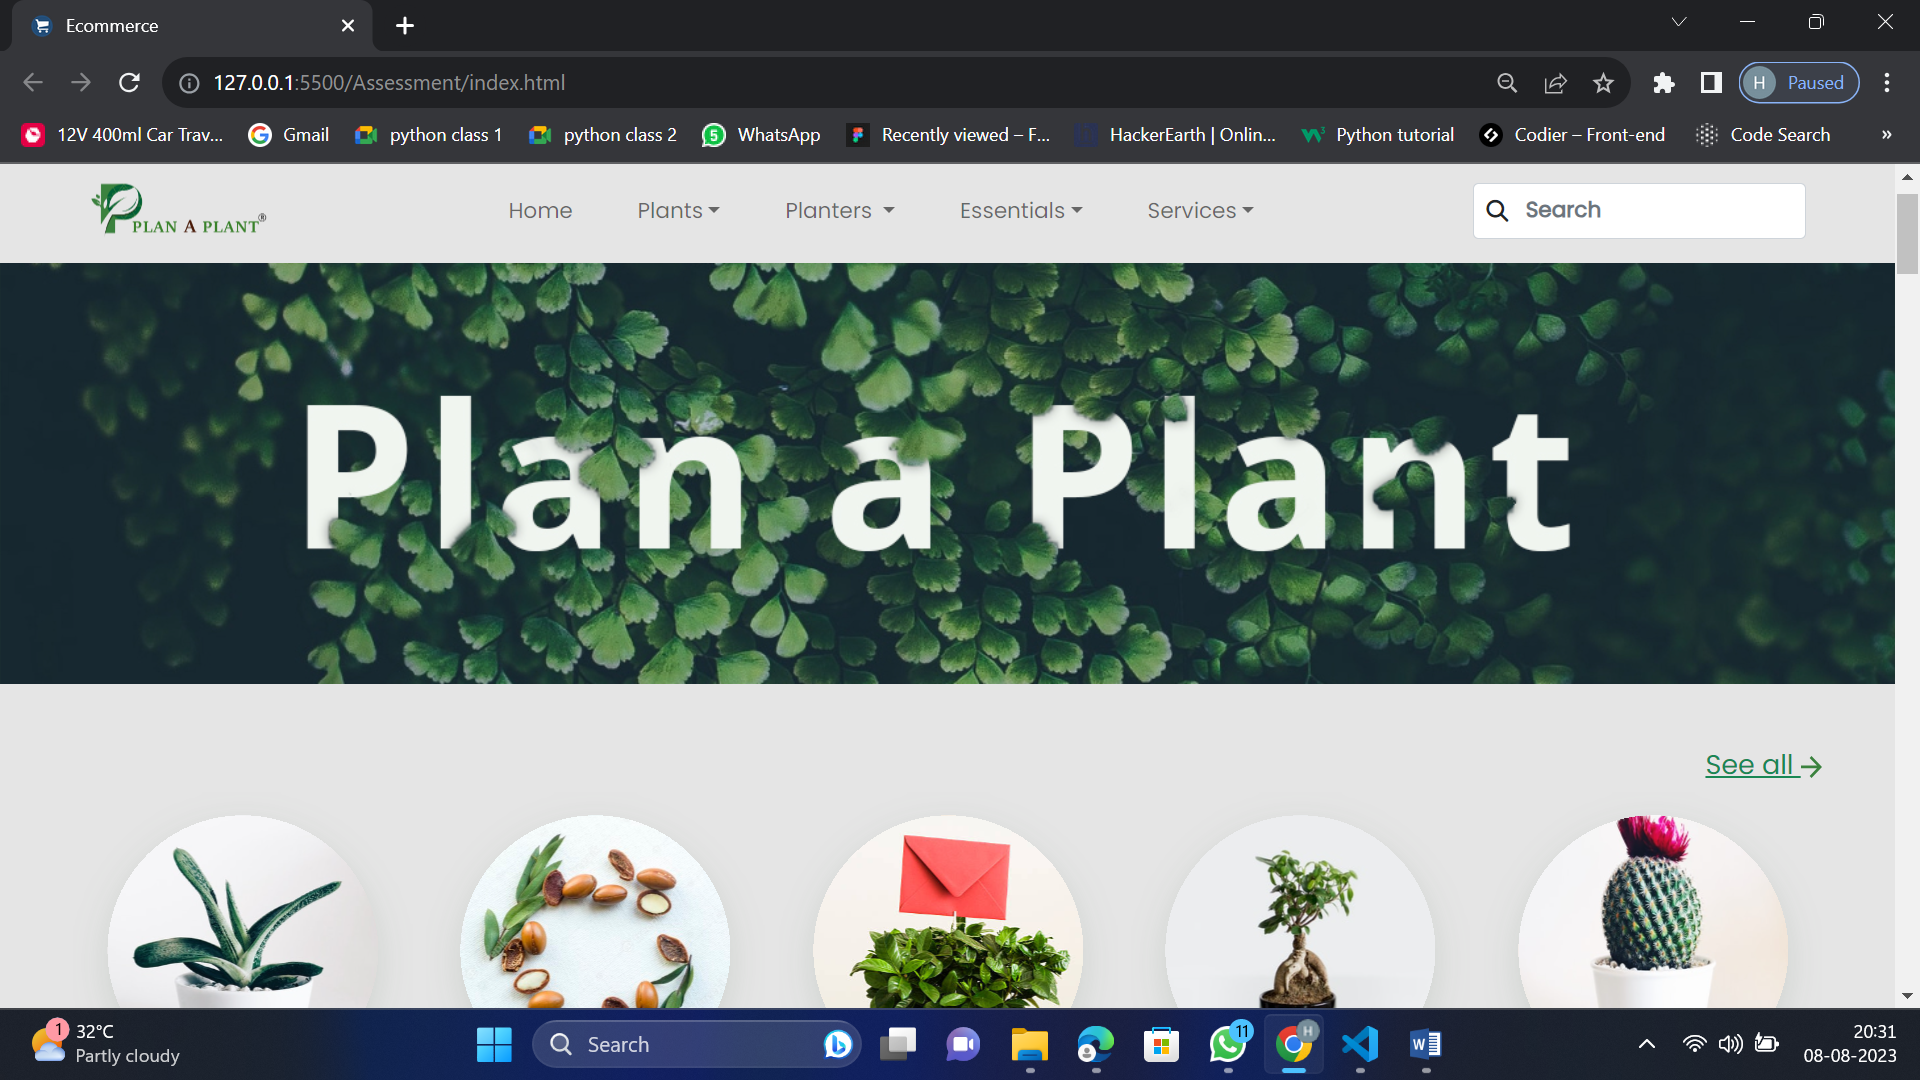 Ecommerce
127.0.0.1:5500/Assessment/index.html
H Paused
12V 400ml Car Trav...
Gmail
python class 1
python class 2
5 WhatsApp
Recently viewed – F...
HackerEarth | Onlin...
W3 Python tutorial
Codier – Front-end
Code Search
»
PLAN A PLANT®
Home
Plants
Planters
Essentials
Services
Search
Plan a Plant
See all →
1
32°C
Partly cloudy
Search
11
H
W
20:31
08-08-2023